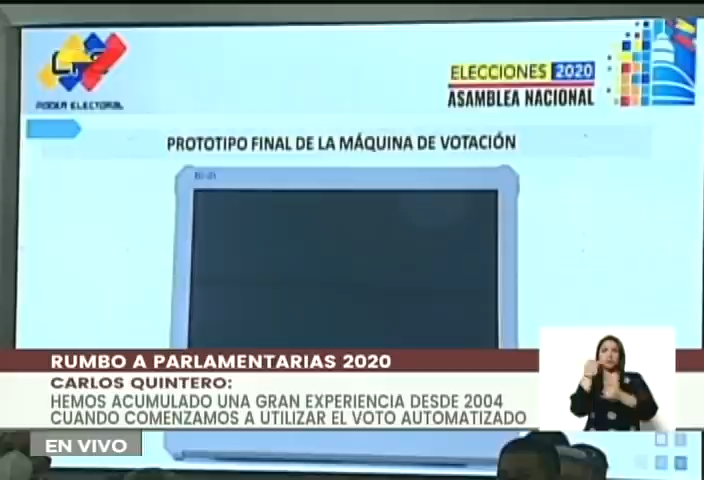 CNE
PODER ELECTORAL
ELECCIONES 2020
ASAMBLEA NACIONAL
PROTOTIPO FINAL DE LA MÁQUINA DE VOTACIÓN
RUMBO A PARLAMENTARIAS 2020
CARLOS QUINTERO:
HEMOS ACUMULADO UNA GRAN EXPERIENCIA DESDE 2004
CUANDO COMENZAMOS A UTILIZAR EL VOTO AUTOMATIZADO
EN VIVO